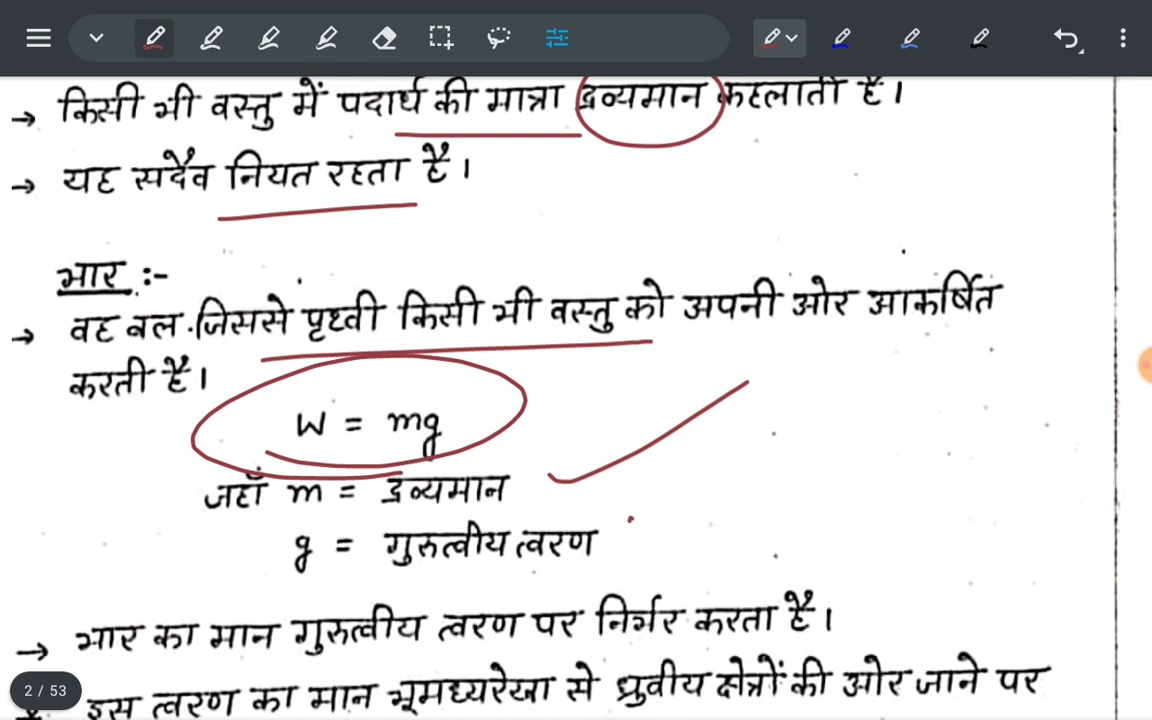 → किसी भी वस्तु में पदार्थ की मात्रा द्रव्यमान कहलाती है।
→ यह सदैव नियत रहता है।
भार :-
→ वह बल जिससे पृथ्वी किसी भी वस्तु को अपनी ओर आकर्षित
करती है।
W = mg
जहाँ m = द्रव्यमान
g = गुरुत्वीय त्वरण
→ भार का मान गुरुत्वीय त्वरण पर निर्भर करता है।
2 / 53
इस त्वरण का मान भूमध्यरेखा से ध्रुवीय क्षेत्रों की ओर जाने पर